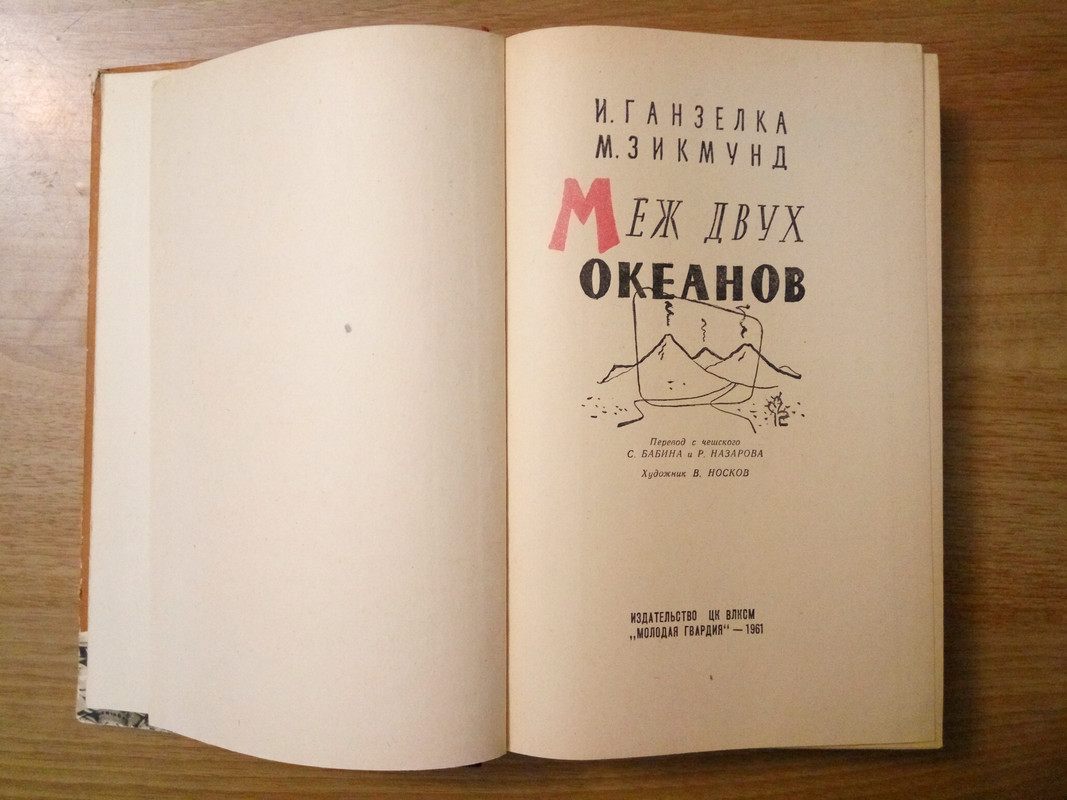 И. ГАНЗЕЛКА
М. ЗИКМУНД
МЕЖ ДВУХ
ОКЕАНОВ
Перевод с чешского
С. БАБИНА и Р. НАЗАРОВА
Художник В. НОСКОВ
ИЗДАТЕЛЬСТВО ЦК ВЛКСМ
„МОЛОДАЯ ГВАРДИЯ“ — 1961